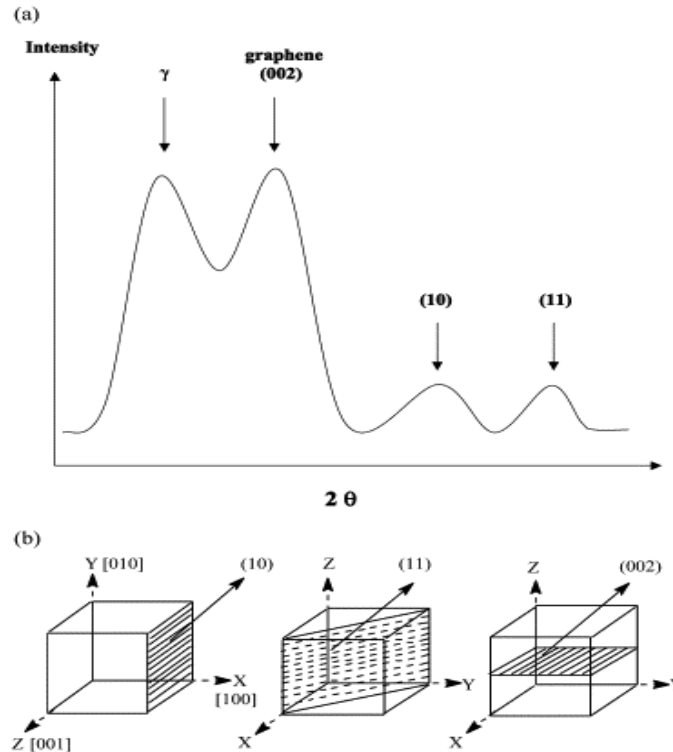 (a)
Intensity
γ
graphene
(002)
(10)
(11)
2 θ
(b)
Y [010]
(10)
X
[100]
Z [001]
Z
(11)
Y
X
Z
(002)
X